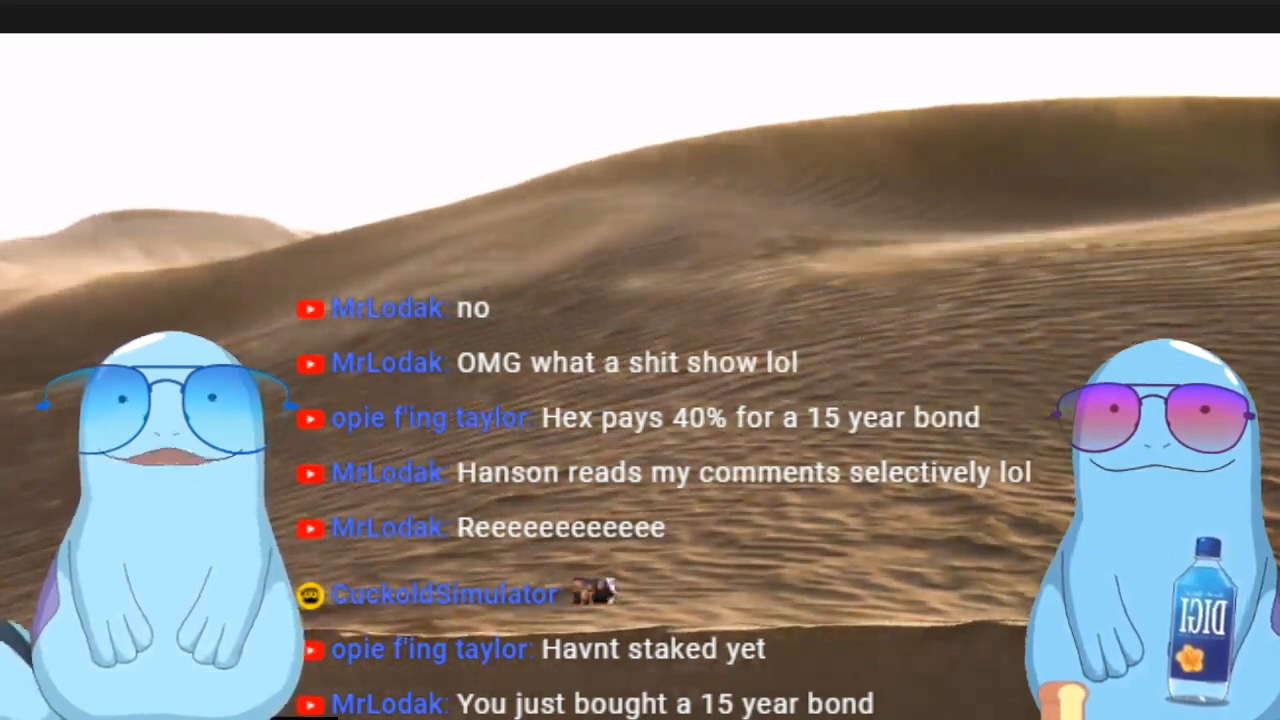 MrLodak: no
MrLodak: OMG what a shit show lol
opie f'ing taylor: Hex pays 40% for a 15 year bond
MrLodak: Hanson reads my comments selectively lol
MrLodak: Reeeeeeeeeeee
CuckoldSimulator
opie f'ing taylor: Havnt staked yet
MrLodak: You just bought a 15 year bond
DIGI